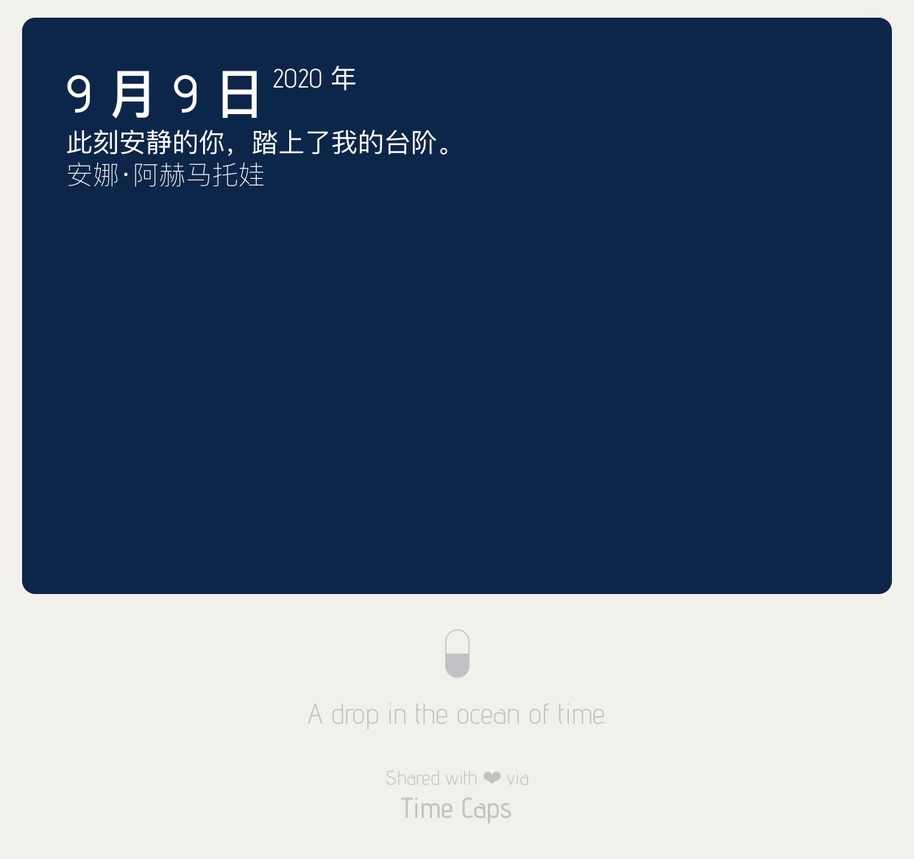 9 月 9 日 2020 年
此刻安静的你，踏上了我的台阶。
安娜·阿赫马托娃
A drop in the ocean of time
Shared with ❤ via
Time Caps